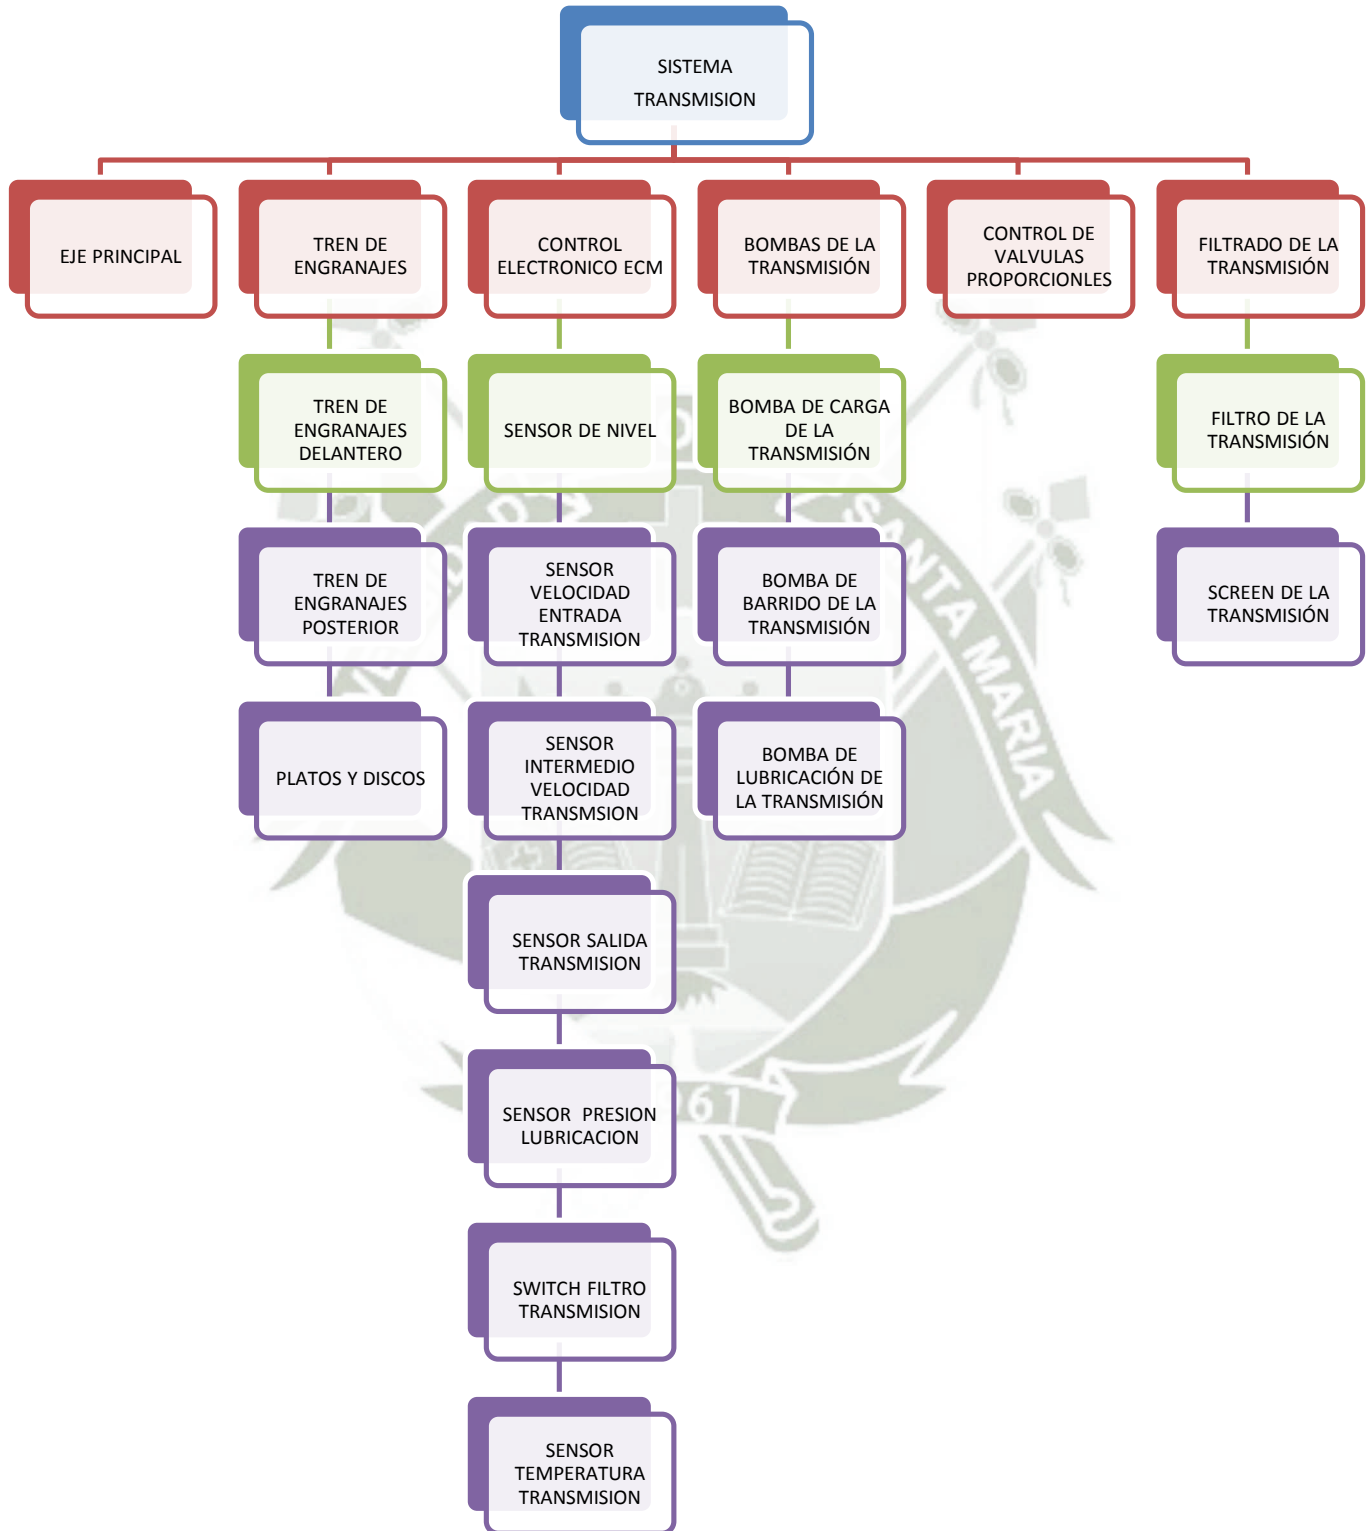 SISTEMA
TRANSMISION
EJE PRINCIPAL
TREN DE
ENGRANAJES
CONTROL
ELECTRONICO ECM
BOMBAS DE LA
TRANSMISIÓN
CONTROL DE
VALVULAS
PROPORCIONLES
FILTRADO DE LA
TRANSMISIÓN
TREN DE
ENGRANAJES
DELANTERO
SENSOR DE NIVEL
BOMBA DE CARGA
DE LA
TRANSMISIÓN
FILTRO DE LA
TRANSMISIÓN
TREN DE
ENGRANAJES
POSTERIOR
SENSOR
VELOCIDAD
ENTRADA
TRANSMISION
BOMBA DE
BARRIDO DE LA
TRANSMISIÓN
SCREEN DE LA
TRANSMISIÓN
PLATOS Y DISCOS
SENSOR
INTERMEDIO
VELOCIDAD
TRANSMSION
BOMBA DE
LUBRICACIÓN DE
LA TRANSMISIÓN
SENSOR SALIDA
TRANSMISION
SENSOR PRESION
LUBRICACION
SWITCH FILTRO
TRANSMISION
SENSOR
TEMPERATURA
TRANSMISION
SANTA MARIA